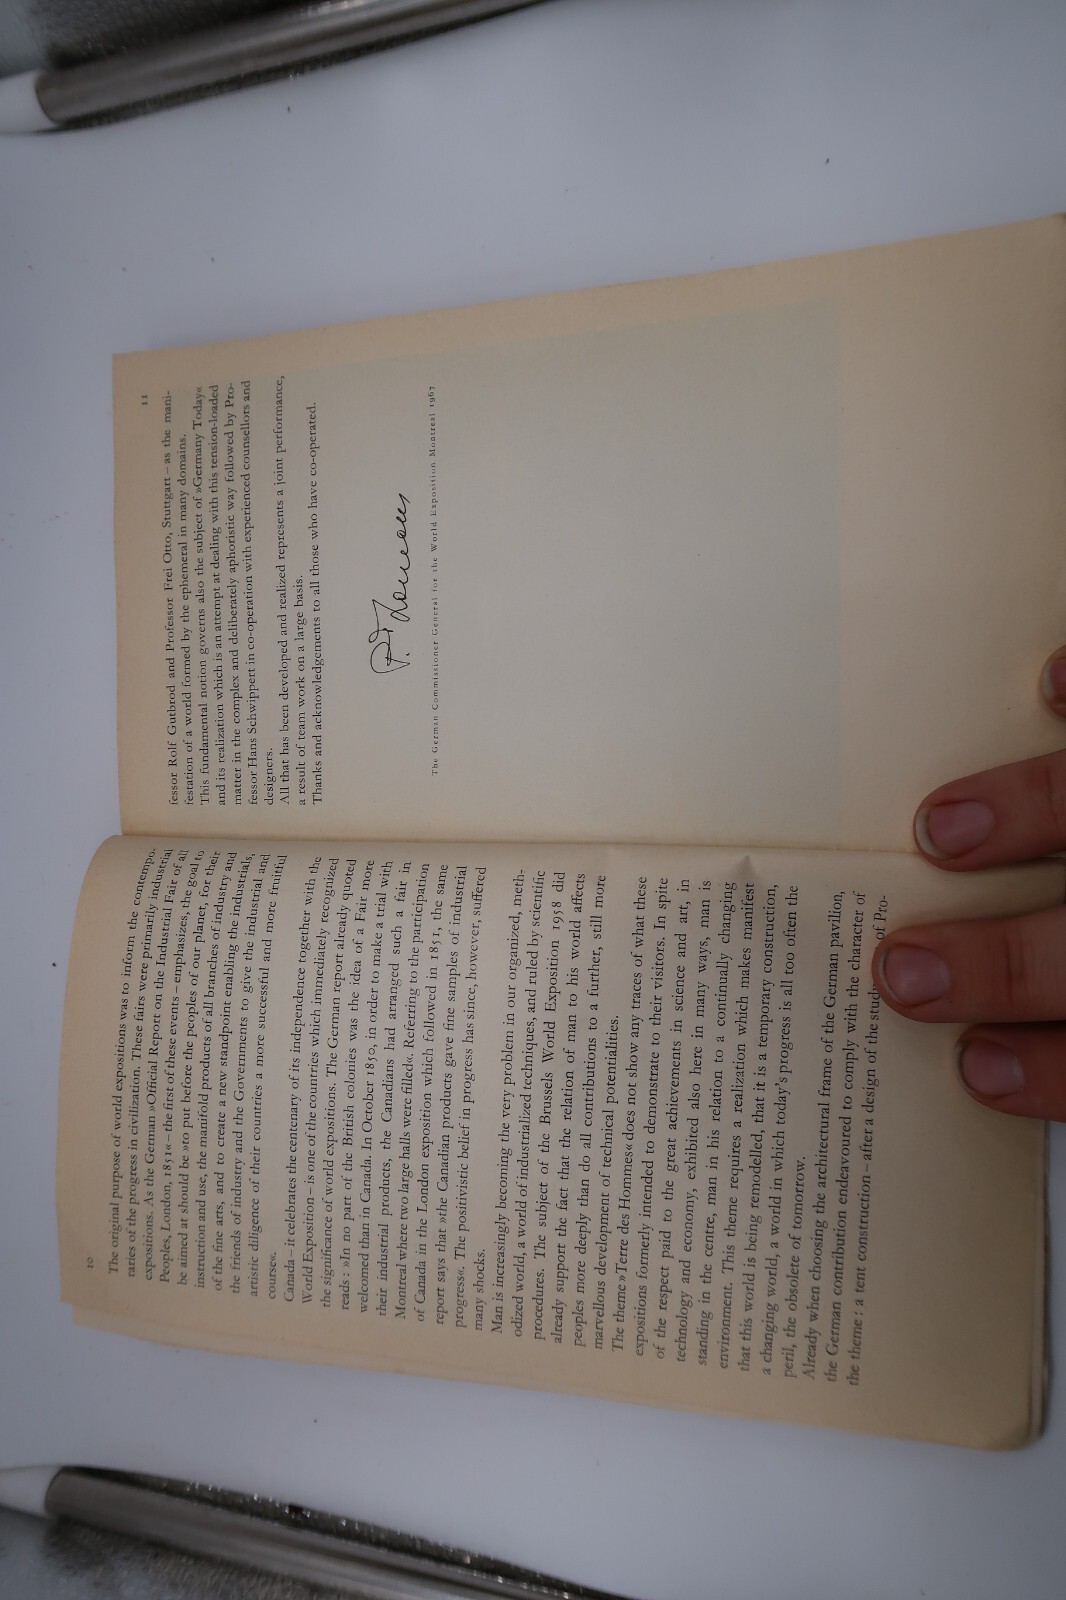 10
The original purpose of world expositions was to inform the contempo-
raries of the progress in civilization. These fairs were primarily industrial
expositions. As the German »Official Report on the Industrial Fair of all
Peoples, London, 1851« – the first of these events – emphasizes, the goal to
be aimed at should be »to put before the peoples of our planet, for their
instruction and use, the manifold products of all branches of industry and
of the fine arts, and to create a new standpoint enabling the industrials,
the friends of industry and the Governments to give the industrial and
artistic diligence of their countries a more successful and more fruitful
course«.
Canada – it celebrates the centenary of its independence together with the
World Exposition – is one of the countries which immediately recognized
the significance of world expositions. The German report already quoted
reads: »In no part of the British colonies was the idea of a Fair more
welcomed than in Canada. In October 1850, in order to make a trial with
their industrial products, the Canadians had arranged such a fair in
Montreal where two large halls were filled«. Referring to the participation
of Canada in the London exposition which followed in 1851, the same
report says that »the Canadian products gave fine samples of industrial
progress«. The positivistic belief in progress has since, however, suffered
many shocks.
Man is increasingly becoming the very problem in our organized, meth-
odized world, a world of industrialized techniques, and ruled by scientific
procedures. The subject of the Brussels World Exposition 1958 did
already support the fact that the relation of man to his world affects
peoples more deeply than do all contributions to a further, still more
marvellous development of technical potentialities.
The theme »Terre des Hommes« does not show any traces of what these
expositions formerly intended to demonstrate to their visitors. In spite
of the respect paid to the great achievements in science and art, in
technology and economy, exhibited also here in many ways, man is
standing in the centre, man in his relation to a continually changing
environment. This theme requires a realization which makes manifest
that this world is being remodelled, that it is a temporary construction,
a changing world, a world in which today's progress is all too often the
peril, the obsolete of tomorrow.
Already when choosing the architectural frame of the German pavilion,
the German contribution endeavoured to comply with the character of
the theme: a tent construction – after a design of the study of Pro-
11
fessor Rolf Gutbrod and Professor Frei Otto, Stuttgart – as the mani-
festation of a world formed by the ephemeral in many domains.
This fundamental notion governs also the subject of »Germany Today«
and its realization which is an attempt at dealing with this tension-loaded
matter in the complex and deliberately aphoristic way followed by Pro-
fessor Hans Schwippert in co-operation with experienced counsellors and
designers.
All that has been developed and realized represents a joint performance,
a result of team work on a large basis.
Thanks and acknowledgements to all those who have co-operated.
The German Commissioner General for the World Exposition Montreal 1967